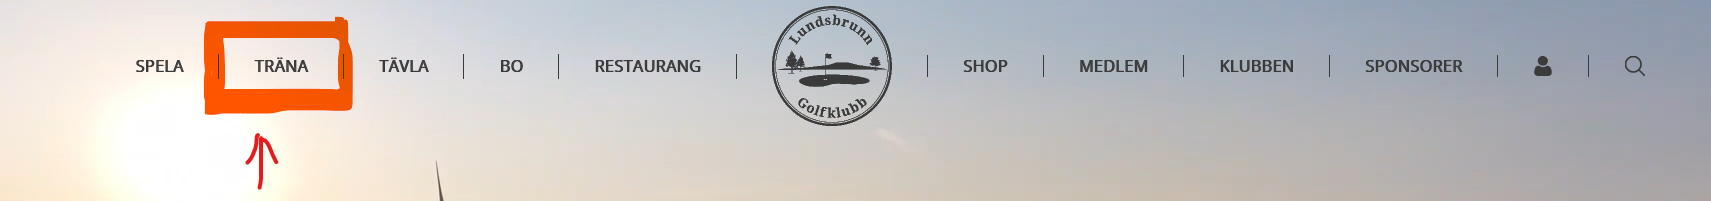 SPELA TRÄNA TÄVLA BO RESTAURANG Lundsbrunn Golfklubb SHOP MEDLEM KLUBBEN SPONSORER